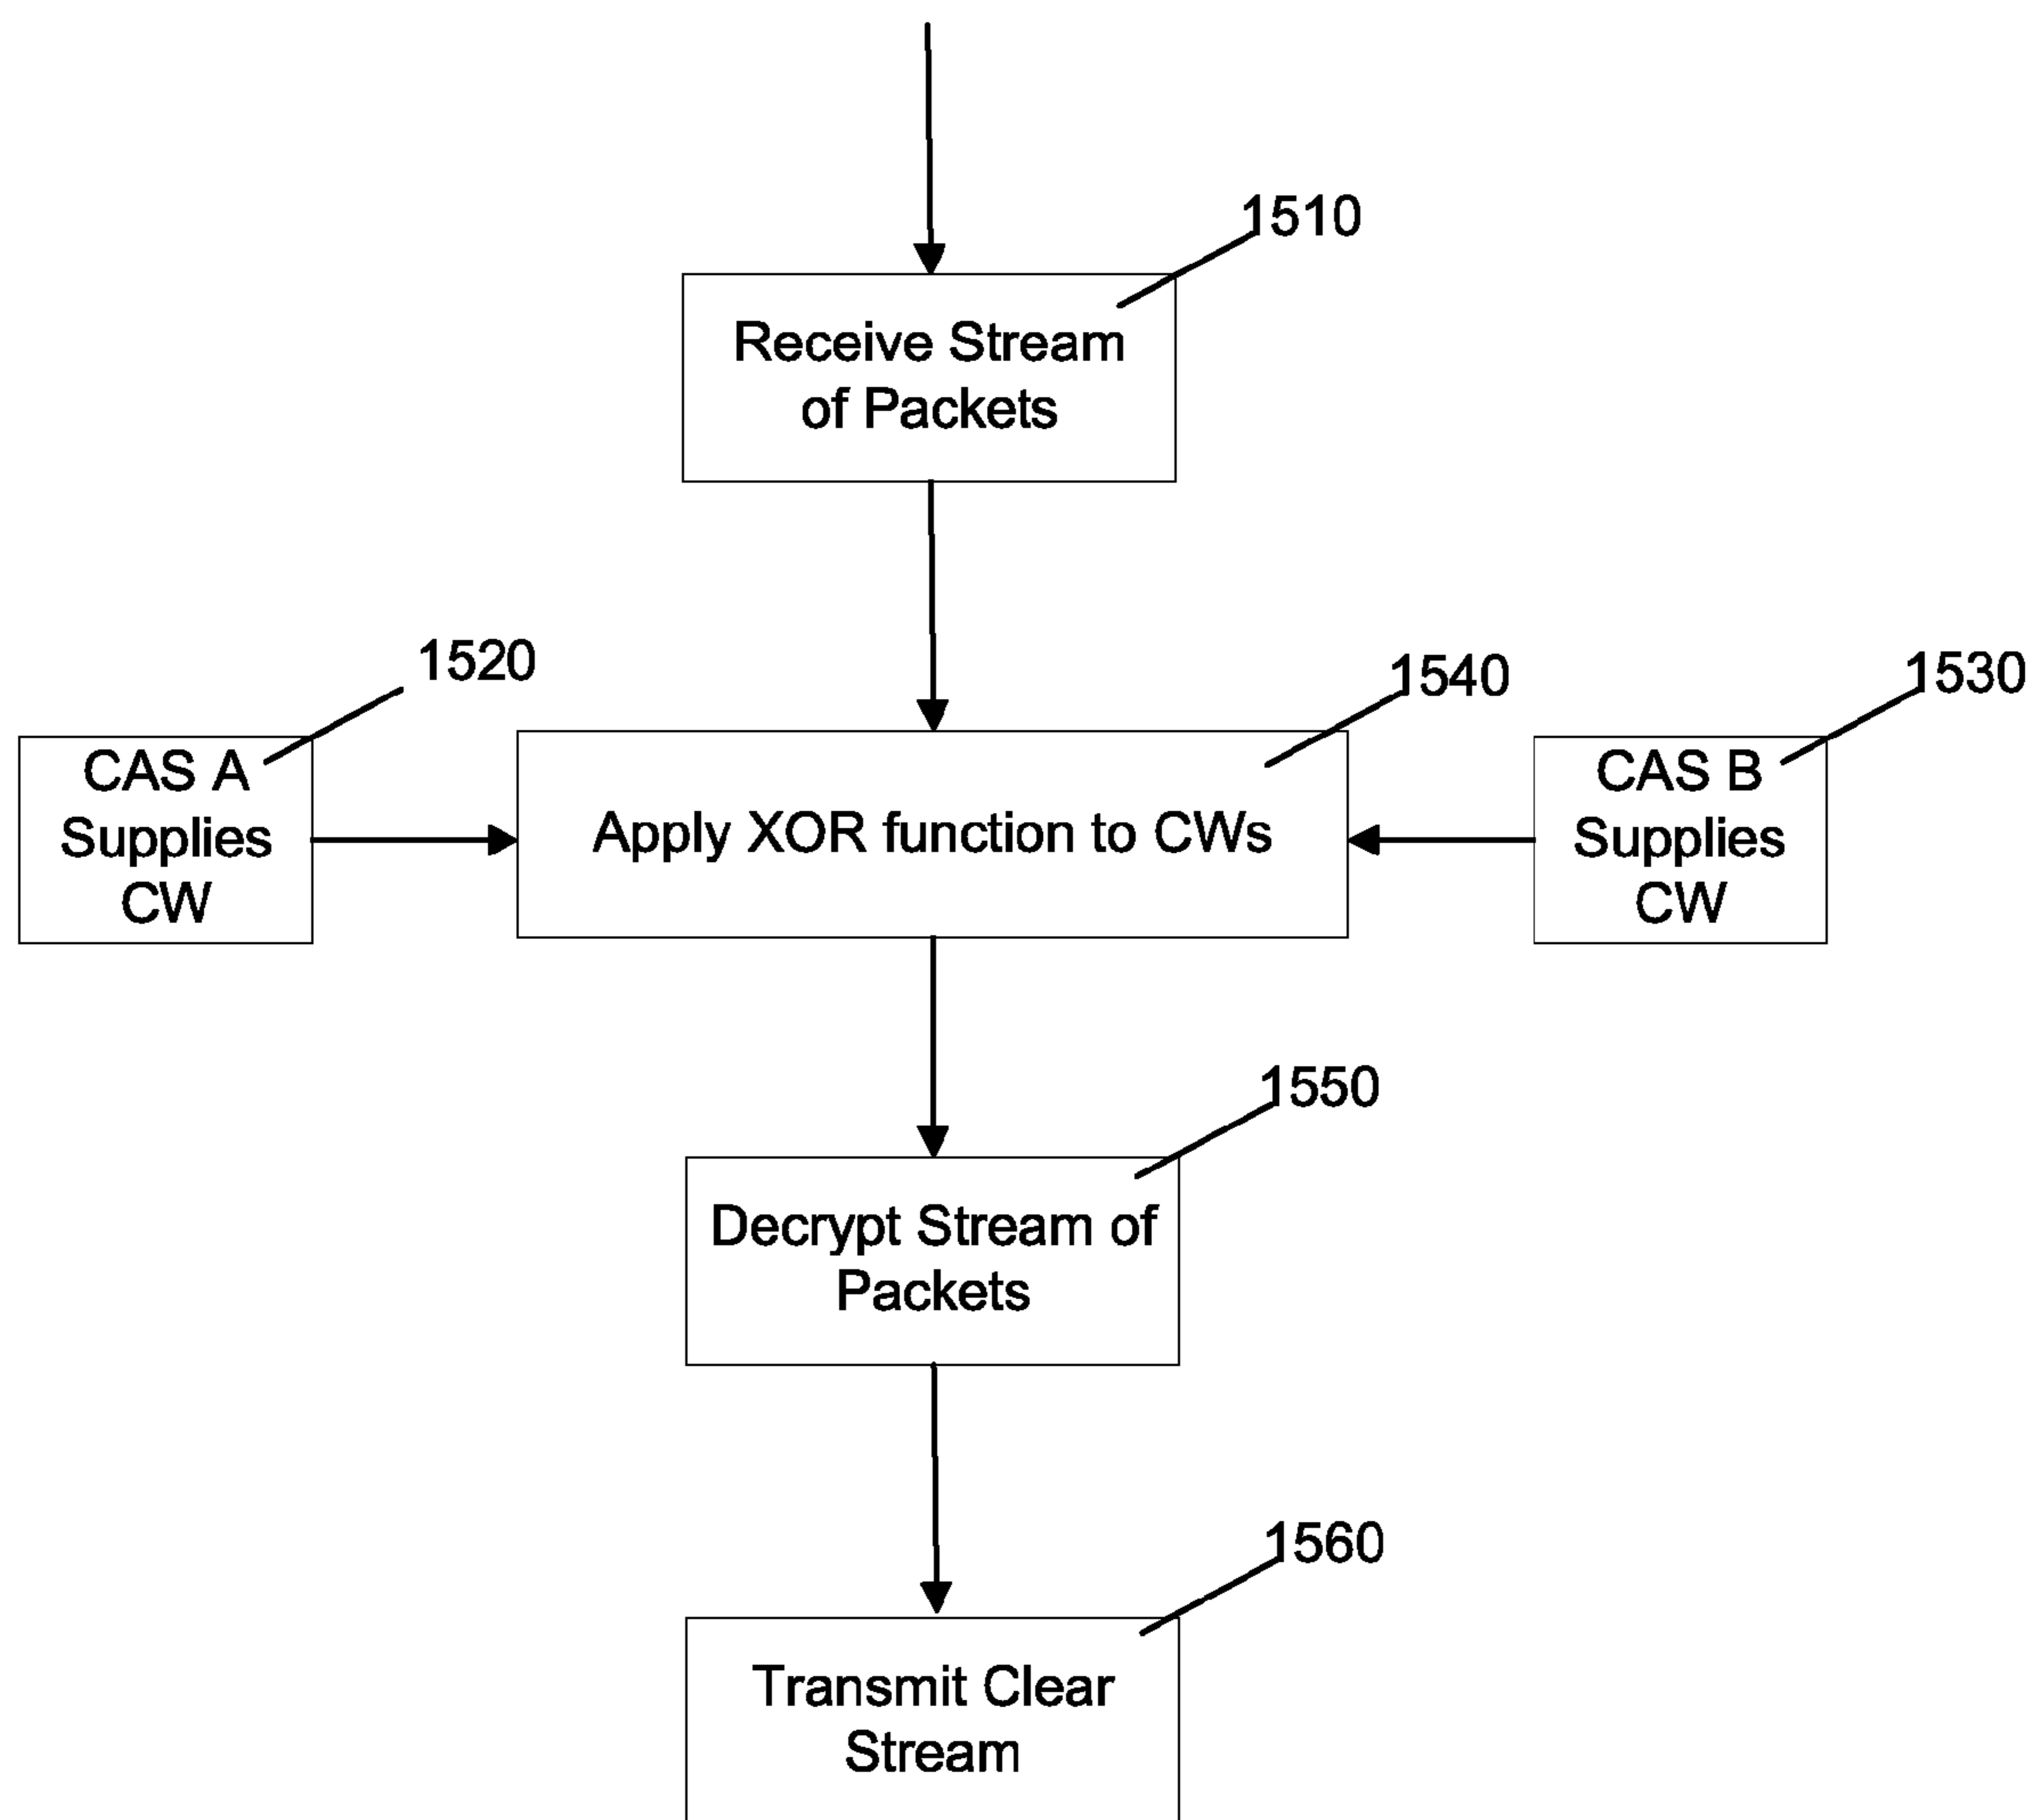 1510
Receive Stream
of Packets
1520
1540
1530
CAS A
Supplies
CW
Apply XOR function to CWs
CAS B
Supplies
CW
1550
Decrypt Stream of
Packets
1560
Transmit Clear
Stream